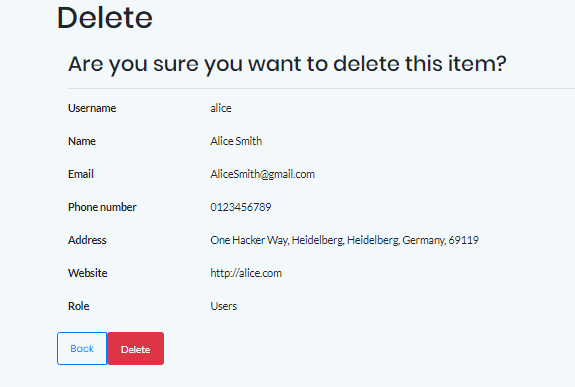 Delete
Are you sure you want to delete this item?
Username alice
Name Alice Smith
Email AliceSmith@gmail.com
Phone number 0123456789
Address One Hacker Way, Heidelberg, Heidelberg, Germany, 69119
Website http://alice.com
Role Users
Back Delete